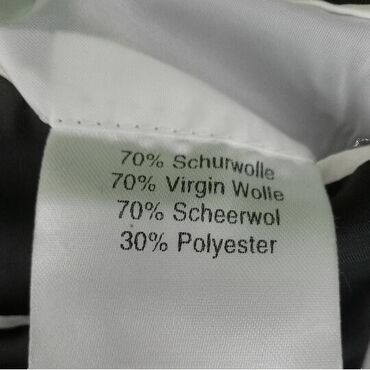 70% Schurwolle
70% Virgin Wolle
70% Scheerwol
30% Polyester